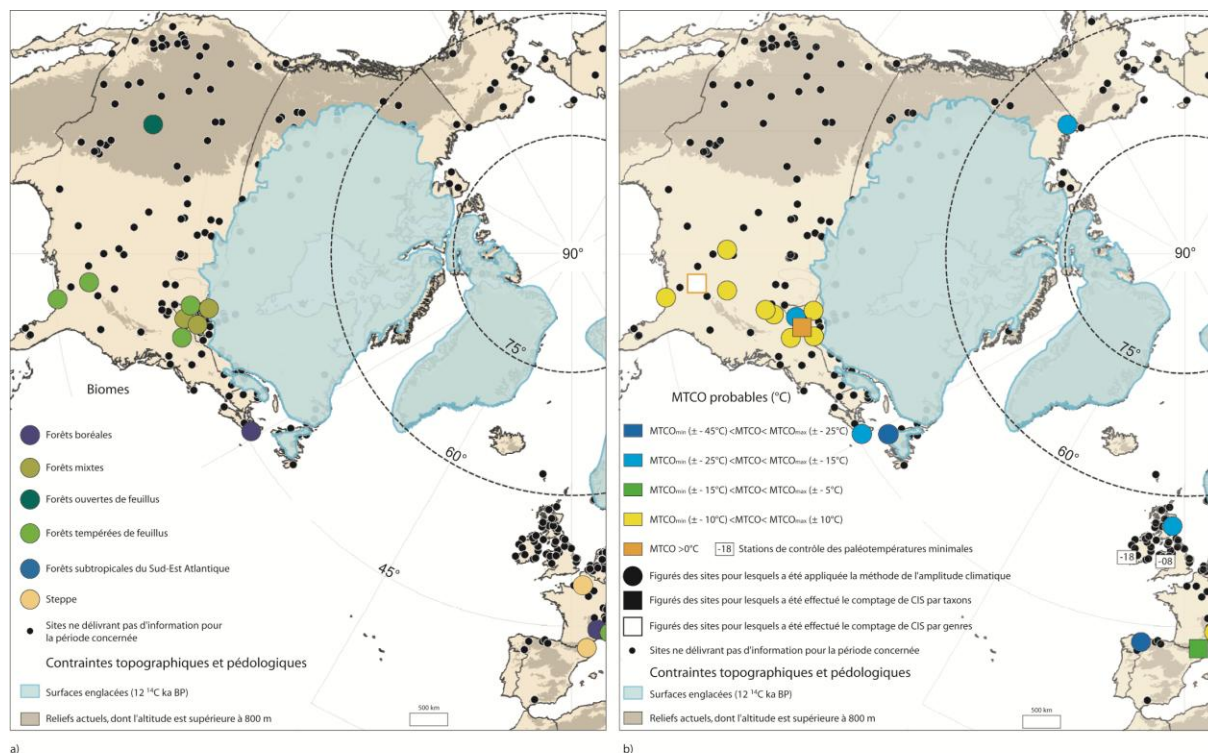 90°
75°
60°
45°
Biomes
Forêts boréales
Forêts mixtes
Forêts ouvertes de feuillus
Forêts tempérées de feuillus
Forêts subtropicales du Sud-Est Atlantique
Steppe
Sites ne délivrant pas d'information pour
la période concernée
Contraintes topographiques et pédologiques
Surfaces englacées (12 ¹⁴C ka BP)
Reliefs actuels, dont l'altitude est supérieure à 800 m
500 km
a)
90°
75°
60°
45°
MTCO probables (°C)
MTCOmin (± - 45°C) <MTCO< MTCOmax (± - 25°C)
MTCOmin (± - 25°C) <MTCO< MTCOmax (± - 15°C)
MTCOmin (± - 15°C) <MTCO< MTCOmax (± - 5°C)
MTCOmin (± - 10°C) <MTCO< MTCOmax (± 10°C)
MTCO >0°C -18 Stations de contrôle des paléotempératures minimales
Figurés des sites pour lesquels a été appliquée la méthode de l'amplitude climatique
Figurés des sites pour lesquels a été effectué le comptage de CIS par taxons
Figurés des sites pour lesquels a été effectué le comptage de CIS par genres
Sites ne délivrant pas d'information pour la période concernée
Contraintes topographiques et pédologiques
Surfaces englacées (12 ¹⁴C ka BP)
Reliefs actuels, dont l'altitude est supérieure à 800 m
-18
-08
500 km
b)